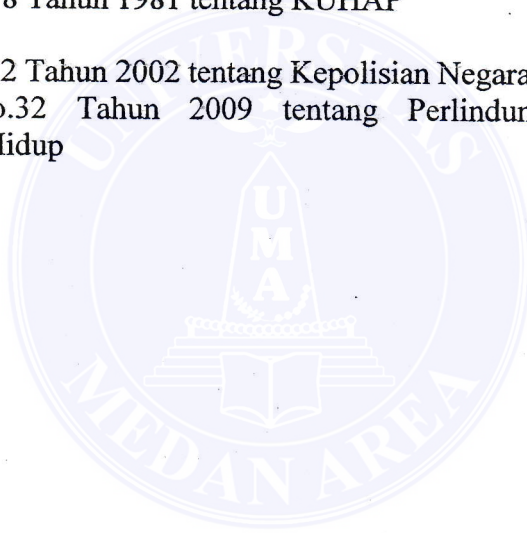 8 Tahun 1981 tentang KUHAP
2 Tahun 2002 tentang Kepolisian Negara
o.32 Tahun 2009 tentang Perlindun
Hidup
UNIVERSITAS
UMA
MEDAN AREA